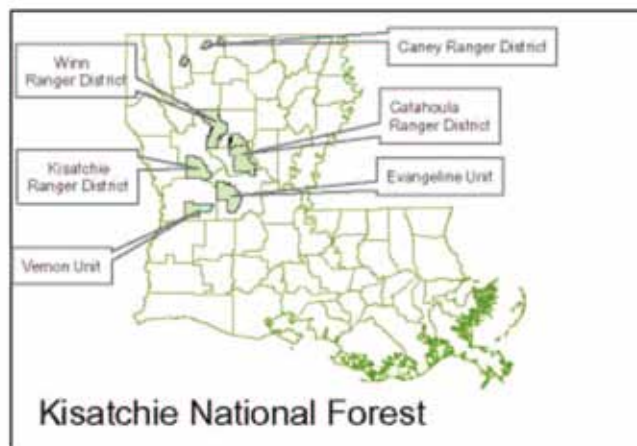 Winn
Ranger District
Caney Ranger District
Catahoula
Ranger District
Kisatchie
Ranger District
Evangeline Unit
Vernon Unit
Kisatchie National Forest